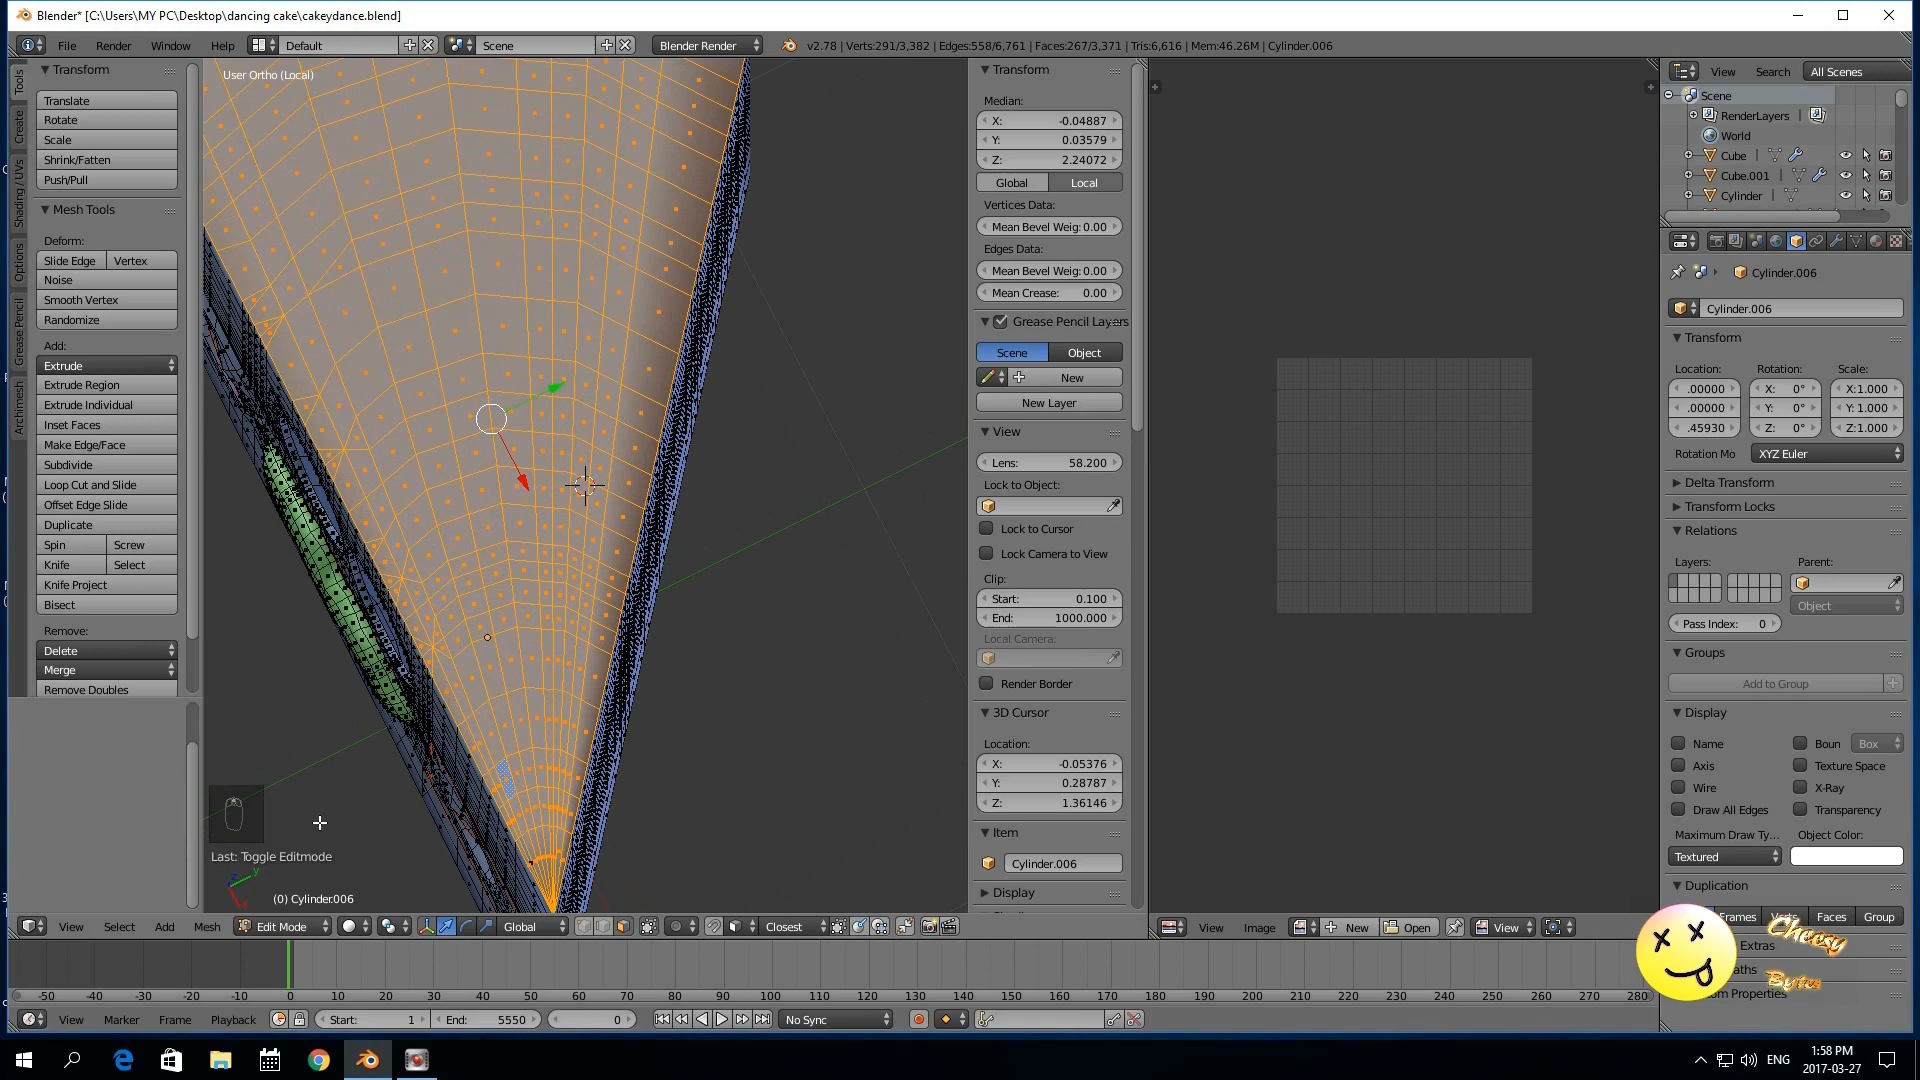 Blender* [C:\Users\MY PC\Desktop\dancing cake\cakeydance.blend]
File Render Window Help Default Scene Blender Render v2.78 | Verts:291/3,382 | Edges:558/6,761 | Faces:267/3,371 | Tris:6,616 | Mem:46.26M | Cylinder.006
Tools
Create
Shading / UVs
Options
Grease Pencil
Archimesh
Transform
Translate
Rotate
Scale
Shrink/Fatten
Push/Pull
Mesh Tools
Deform:
Slide Edge Vertex
Noise
Smooth Vertex
Randomize
Add:
Extrude
Extrude Region
Extrude Individual
Inset Faces
Make Edge/Face
Subdivide
Loop Cut and Slide
Offset Edge Slide
Duplicate
Spin Screw
Knife Select
Knife Project
Bisect
Remove:
Delete
Merge
Remove Doubles
User Ortho (Local)
Last: Toggle Editmode
z y
(0) Cylinder.006
Transform
Median:
X: -0.04887
Y: 0.03579
Z: 2.24072
Global Local
Vertices Data:
Mean Bevel Weig: 0.00
Edges Data:
Mean Bevel Weig: 0.00
Mean Crease: 0.00
Grease Pencil Layers
Scene Object
New
New Layer
View
Lens: 58.200
Lock to Object:
Lock to Cursor
Lock Camera to View
Clip:
Start: 0.100
End: 1000.000
Local Camera:
Render Border
3D Cursor
Location:
X: -0.05376
Y: 0.28787
Z: 1.36146
Item
Cylinder.006
Display
View Search All Scenes
Scene
RenderLayers
World
Cube
Cube.001
Cylinder
Cylinder.006
Cylinder.006
Transform
Location: Rotation: Scale:
.00000 X: 0° X:1.000
.00000 Y: 0° Y: 1.000
.45930 Z: 0° Z:1.000
Rotation Mo XYZ Euler
Delta Transform
Transform Locks
Relations
Layers: Parent:
Object
Pass Index: 0
Groups
Add to Group
Display
Name Boun Box
Axis Texture Space
Wire X-Ray
Draw All Edges Transparency
Maximum Draw Ty... Object Color:
Textured
Duplication
Frames Verts Faces Group
Extras
aths
om Properties
Cheesy
Bytes
View Select Add Mesh Edit Mode Global Closest
View Image New Open View
-50 -40 -30 -20 -10 0 10 20 30 40 50 60 70 80 90 100 110 120 130 140 150 160 170 180 190 200 210 220 230 240 250 260 270 280
View Marker Frame Playback Start: 1 End: 5550 0 No Sync
ENG 1:58 PM
2017-03-27